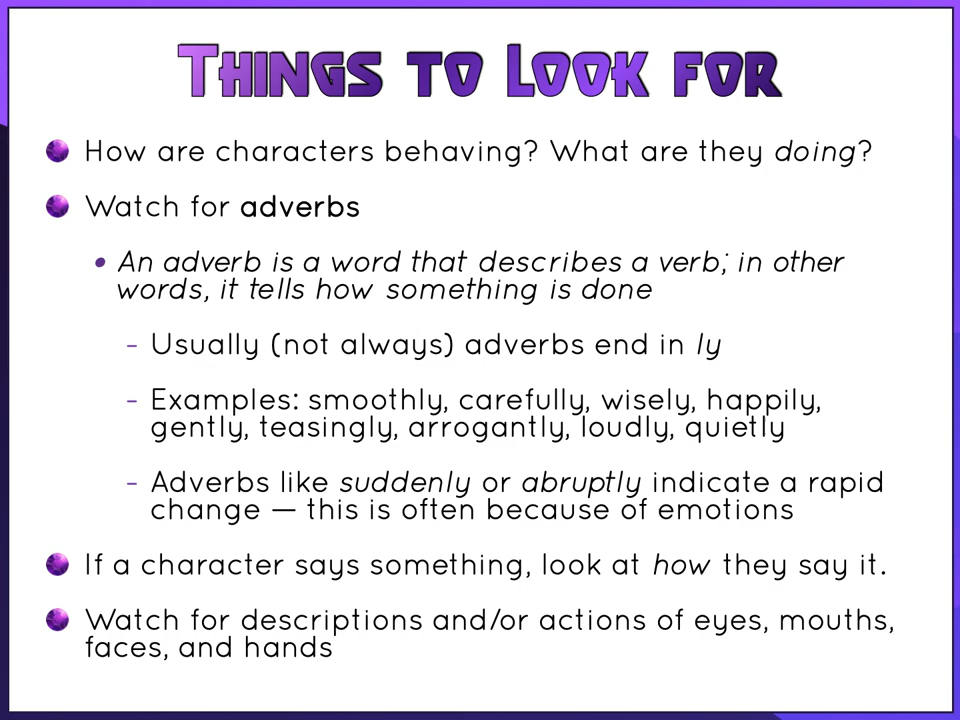 Things to Look for
How are characters behaving? What are they doing?
Watch for adverbs
• An adverb is a word that describes a verb; in other
words, it tells how something is done
- Usually (not always) adverbs end in ly
- Examples: smoothly, carefully, wisely, happily,
gently, teasingly, arrogantly, loudly, quietly
- Adverbs like suddenly or abruptly indicate a rapid
change — this is often because of emotions
If a character says something, look at how they say it.
Watch for descriptions and/or actions of eyes, mouths,
faces, and hands